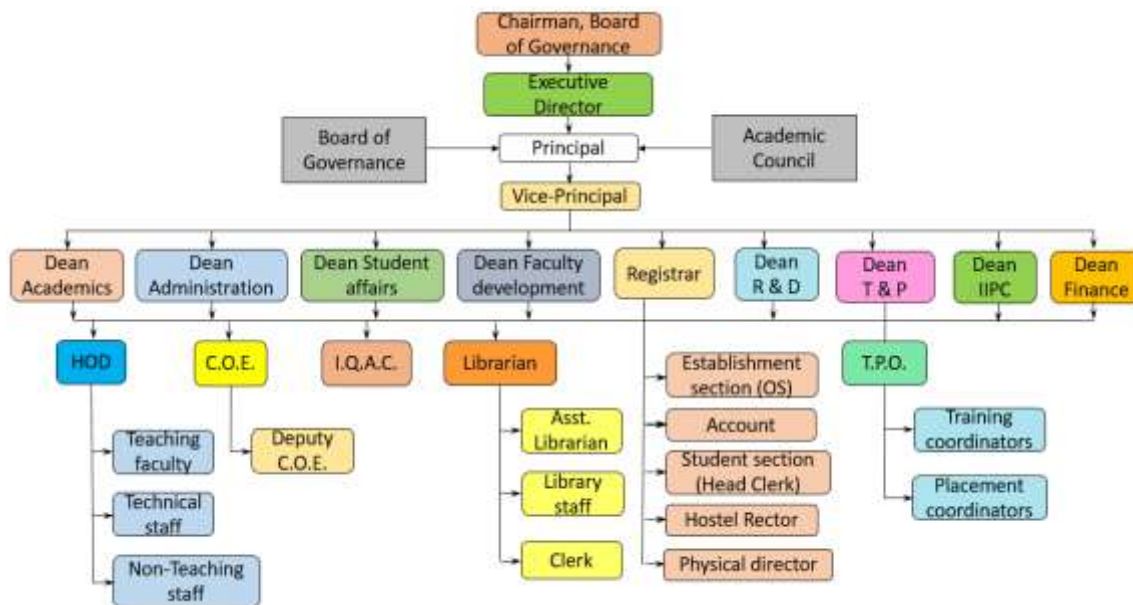 Chairman, Board
of Governance
Executive
Director
Board of
Governance
Principal
Academic
Council
Vice-Principal
Dean
Academics
Dean
Administration
Dean Student
affairs
Dean Faculty
development
Registrar
Dean
R & D
Dean
T & P
Dean
IIPC
Dean
Finance
HOD
C.O.E.
I.Q.A.C.
Librarian
T.P.O.
Teaching
faculty
Technical
staff
Non-Teaching
staff
Deputy
C.O.E.
Asst.
Librarian
Library
staff
Clerk
Establishment
section (OS)
Account
Student section
(Head Clerk)
Hostel Rector
Physical director
Training
coordinators
Placement
coordinators